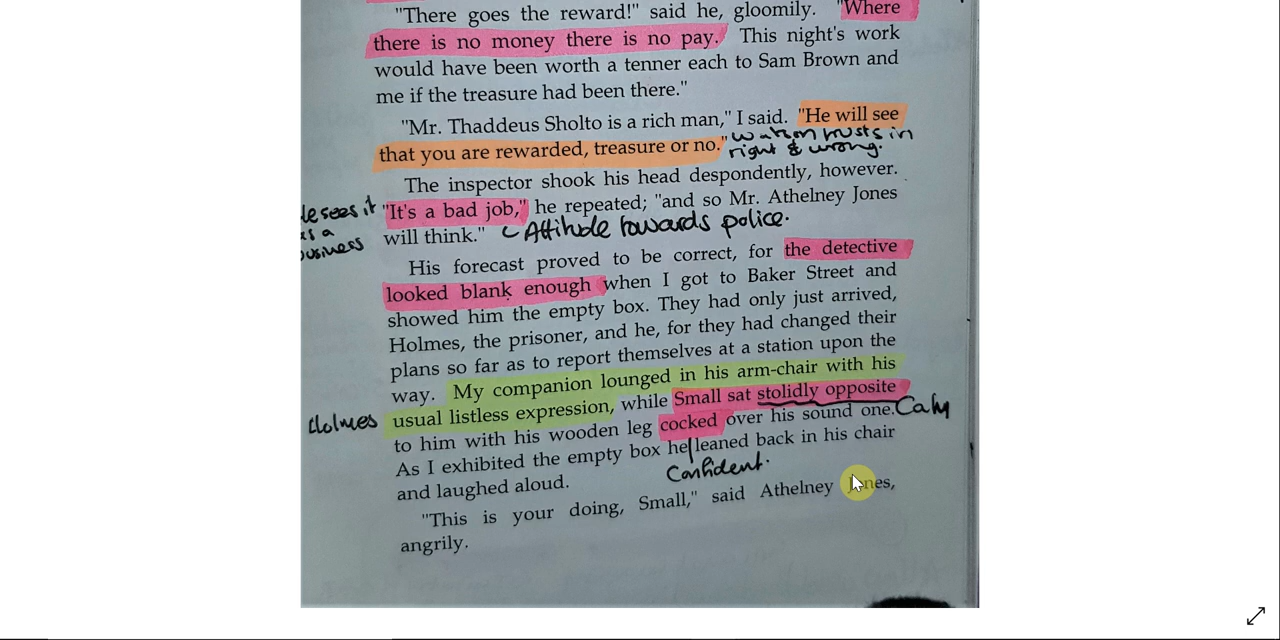 "There goes the reward!" said he, gloomily. "Where
there is no money there is no pay. This night's work
would have been worth a tenner each to Sam Brown and
me if the treasure had been there."
"Mr. Thaddeus Sholto is a rich man," I said. "He will see
that you are rewarded, treasure or no."
watson trusts in
right & wrong.
The inspector shook his head despondently, however.
"It's a bad job," he repeated; "and so Mr. Athelney Jones
sees it
a
business
will think."
Attitude towards police.
His forecast proved to be correct, for the detective
looked blank enough when I got to Baker Street and
showed him the empty box. They had only just arrived,
Holmes, the prisoner, and he, for they had changed their
plans so far as to report themselves at a station upon the
way. My companion lounged in his arm-chair with his
Holmes
usual listless expression, while Small sat stolidly opposite
Calm
to him with his wooden leg cocked over his sound one.
As I exhibited the empty box he leaned back in his chair
Confident.
and laughed aloud.
"This is your doing, Small," said Athelney Jones,
angrily.